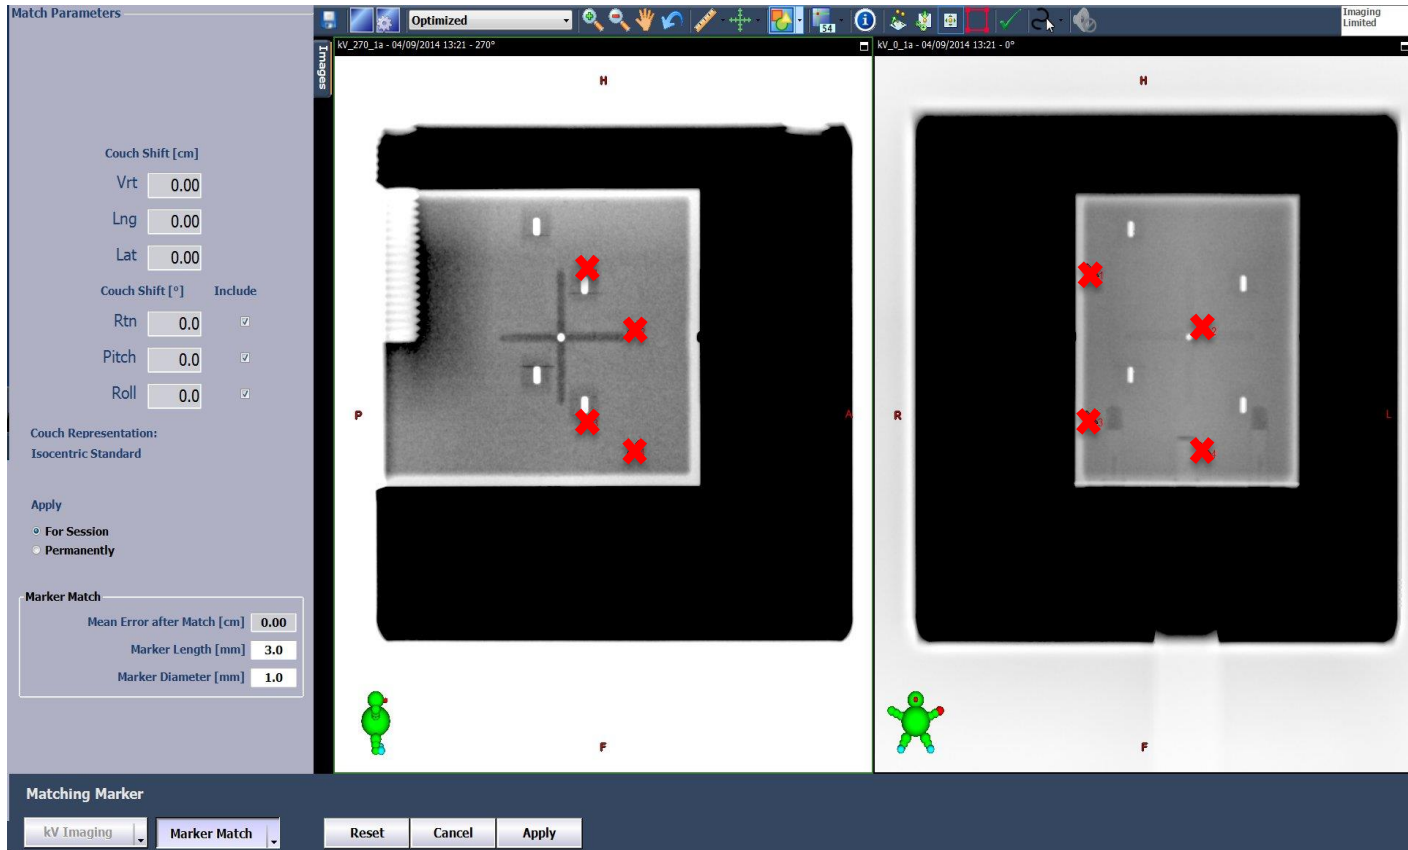 Match Parameters
Couch Shift [cm]
Vrt 0.00
Lng 0.00
Lat 0.00
Couch Shift [°] Include
Rtn 0.0
Pitch 0.0
Roll 0.0
Couch Representation:
Isocentric Standard
Apply
For Session
Permanently
Marker Match
Mean Error after Match [cm] 0.00
Marker Length [mm] 3.0
Marker Diameter [mm] 1.0
Optimized
54
Imaging
Limited
Images
kV_270_1a - 04/09/2014 13:21 - 270°
H
P
A
F
kV_0_1a - 04/09/2014 13:21 - 0°
H
R
L
F
Matching Marker
kV Imaging
Marker Match
Reset
Cancel
Apply